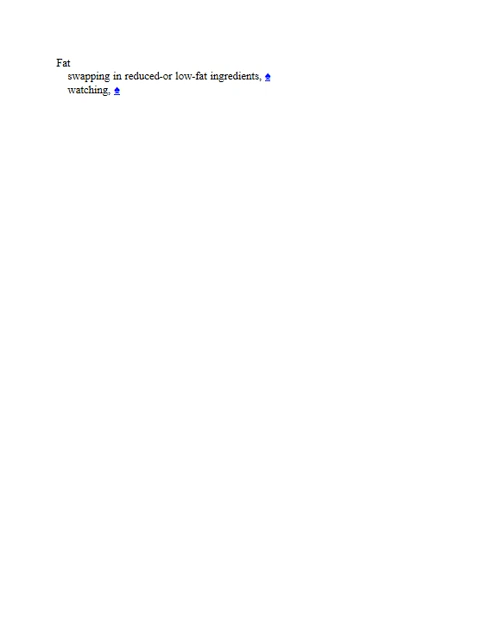 Fat
swapping in reduced-or low-fat ingredients, ♠
watching, ♠